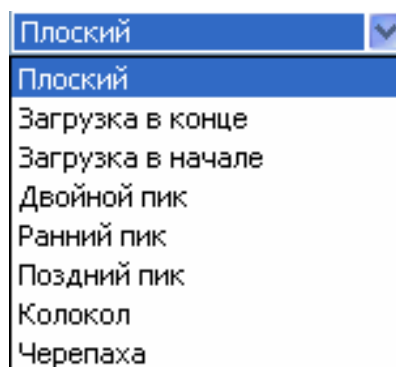 Плоский
Плоский
Загрузка в конце
Загрузка в начале
Двойной пик
Ранний пик
Поздний пик
Колокол
Черепаха